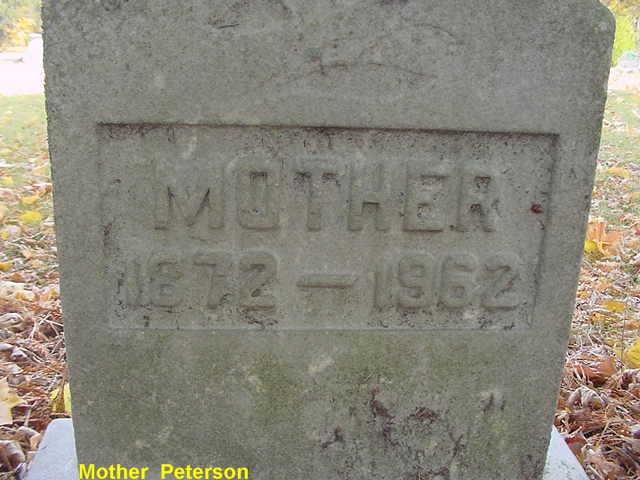 MOTHER
1872 — 1962
Mother Peterson